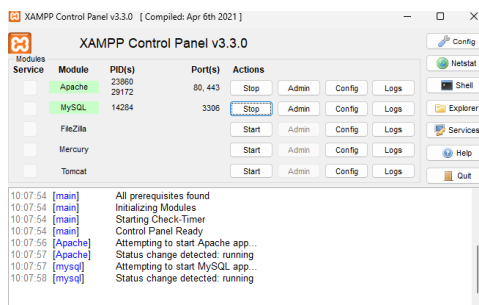 XAMPP Control Panel v3.3.0 [ Compiled: Apr 6th 2021 ]
XAMPP Control Panel v3.3.0
Config
Modules
Service Module PID(s) Port(s) Actions
Netstat
Apache 23860 29172 80, 443 Stop Admin Config Logs
Shell
MySQL 14284 3306 Stop Admin Config Logs
Explorer
FileZilla Start Admin Config Logs
Services
Mercury Start Admin Config Logs
Help
Tomcat Start Admin Config Logs
Quit
10:07:54 [main] All prerequisites found
10:07:54 [main] Initializing Modules
10:07:54 [main] Starting Check-Timer
10:07:54 [main] Control Panel Ready
10:07:56 [Apache] Attempting to start Apache app...
10:07:57 [Apache] Status change detected: running
10:07:57 [mysql] Attempting to start MySQL app...
10:07:58 [mysql] Status change detected: running